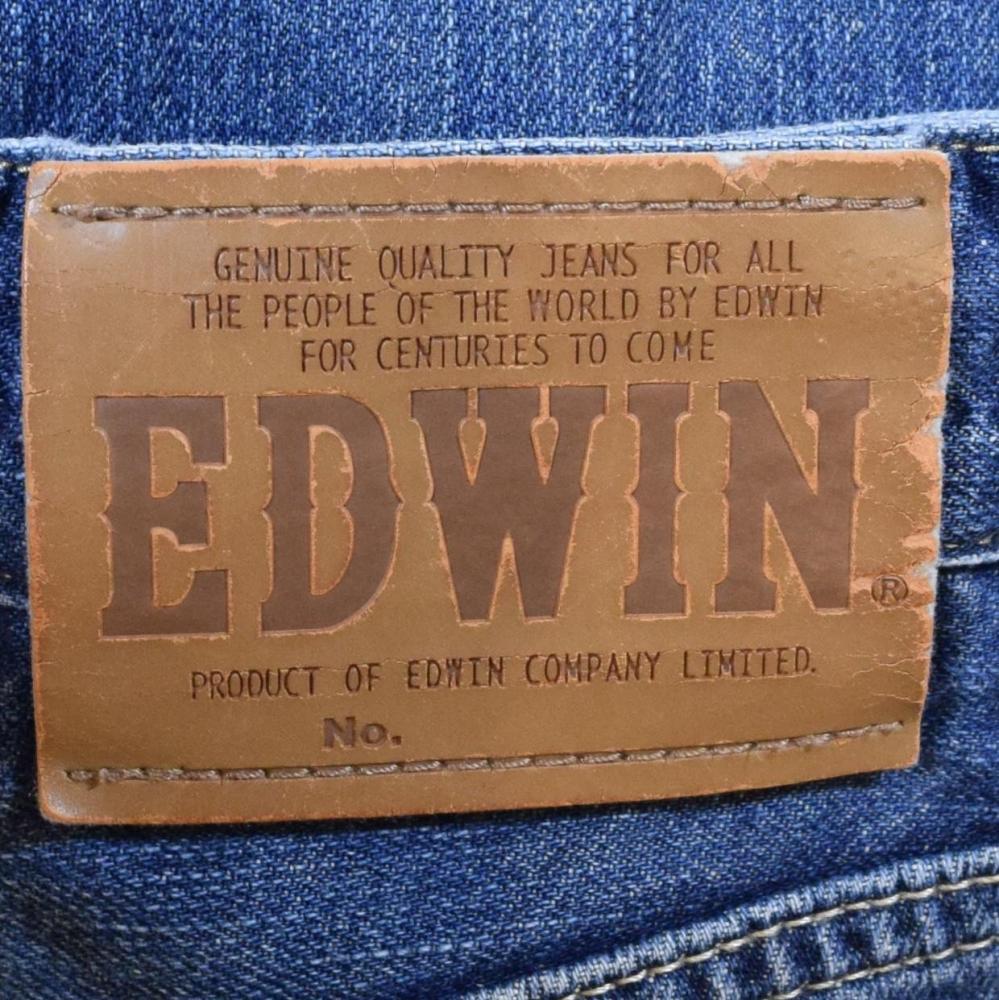 GENUINE QUALITY JEANS FOR ALL
THE PEOPLE OF THE WORLD BY EDWIN
FOR CENTURIES TO COME
EDWIN®
PRODUCT OF EDWIN COMPANY LIMITED.
No.